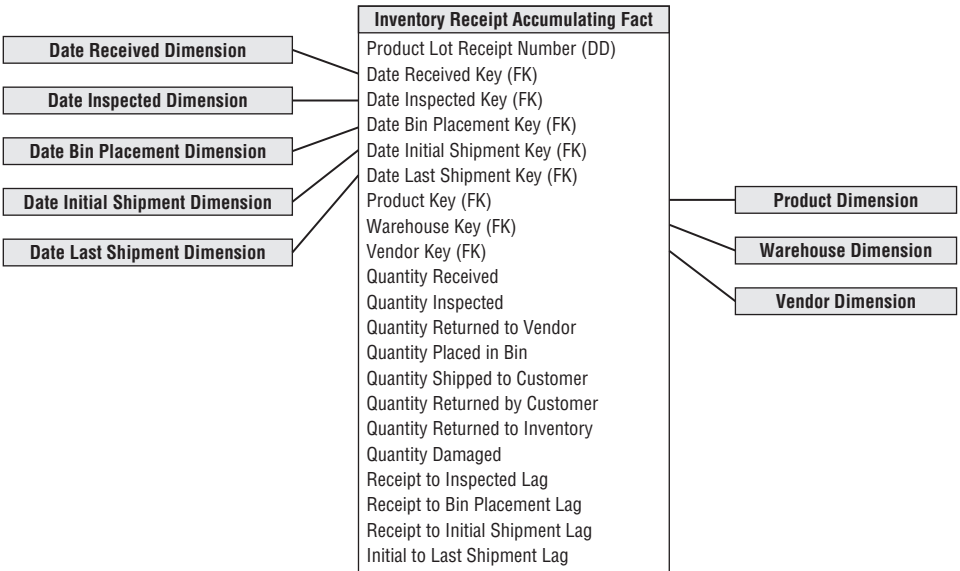 Inventory Receipt Accumulating Fact
Product Lot Receipt Number (DD)
Date Received Key (FK)
Date Inspected Key (FK)
Date Bin Placement Key (FK)
Date Initial Shipment Key (FK)
Date Last Shipment Key (FK)
Product Key (FK)
Warehouse Key (FK)
Vendor Key (FK)
Quantity Received
Quantity Inspected
Quantity Returned to Vendor
Quantity Placed in Bin
Quantity Shipped to Customer
Quantity Returned by Customer
Quantity Returned to Inventory
Quantity Damaged
Receipt to Inspected Lag
Receipt to Bin Placement Lag
Receipt to Initial Shipment Lag
Initial to Last Shipment Lag
Date Received Dimension
Date Inspected Dimension
Date Bin Placement Dimension
Date Initial Shipment Dimension
Date Last Shipment Dimension
Product Dimension
Warehouse Dimension
Vendor Dimension